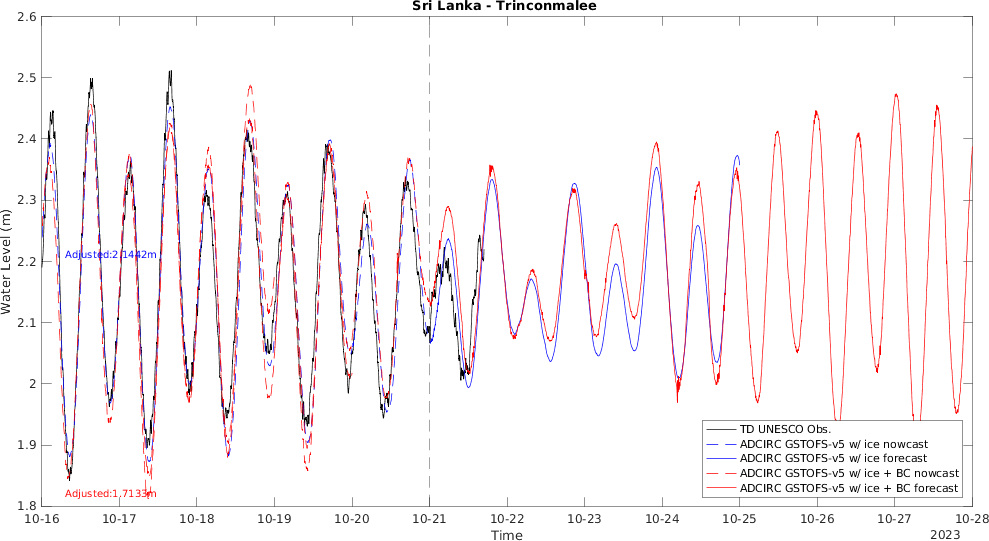 Sri Lanka - Trinconmalee
2.6
2.5
2.4
2.3
2.2
2.1
2
1.9
1.8
Water Level (m)
Adjusted:2.1442m
Adjusted:1.7133m
TD UNESCO Obs.
ADCIRC GSTOFS-v5 w/ ice nowcast
ADCIRC GSTOFS-v5 w/ ice forecast
ADCIRC GSTOFS-v5 w/ ice + BC nowcast
ADCIRC GSTOFS-v5 w/ ice + BC forecast
10-16 10-17 10-18 10-19 10-20 10-21 10-22 10-23 10-24 10-25 10-26 10-27 10-28
Time
2023